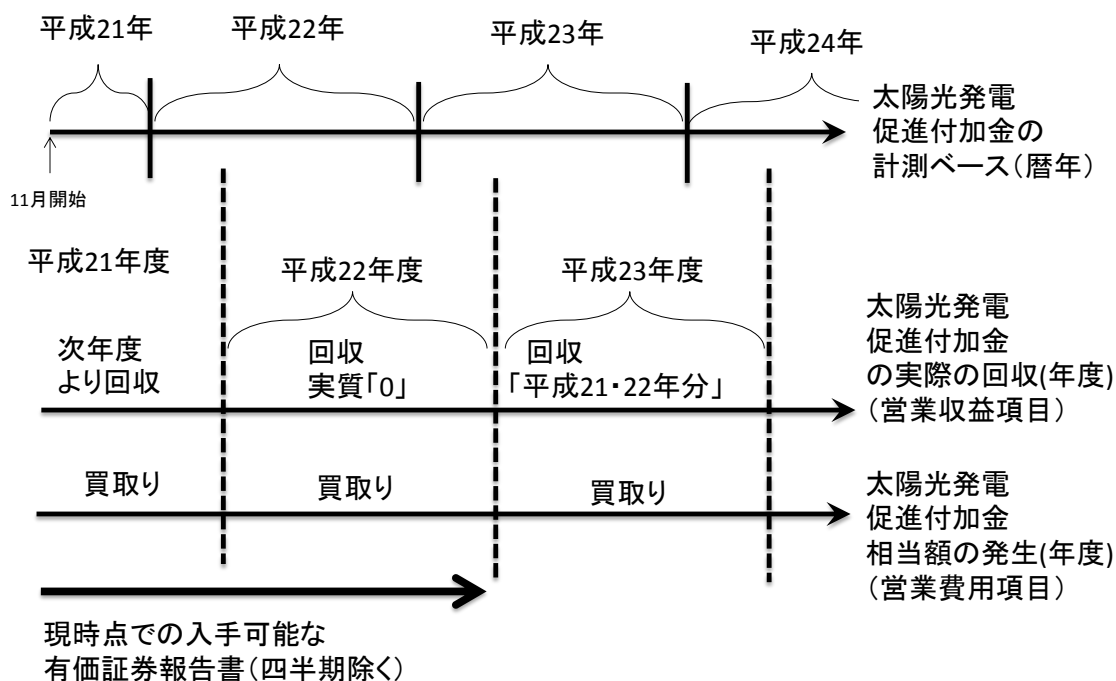 平成21年
平成22年
平成23年
平成24年
太陽光発電
促進付加金の
計測ベース（暦年）
11月開始
平成21年度
平成22年度
平成23年度
次年度
より回収
回収
実質「0」
回収
「平成21・22年分」
太陽光発電
促進付加金
の実際の回収(年度)
（営業収益項目）
買取り
買取り
買取り
太陽光発電
促進付加金
相当額の発生(年度)
（営業費用項目）
現時点での入手可能な
有価証券報告書（四半期除く）